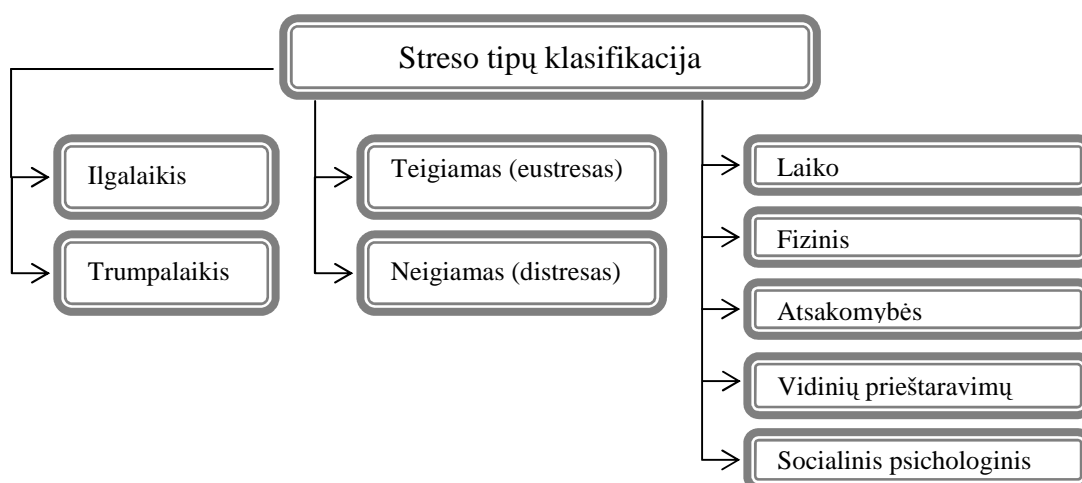 Streso tipų klasifikacija
Ilgalaikis
Trumpalaikis
Teigiamas (eustresas)
Neigiamas (distresas)
Laiko
Fizinis
Atsakomybės
Vidinių prieštaravimų
Socialinis psichologinis